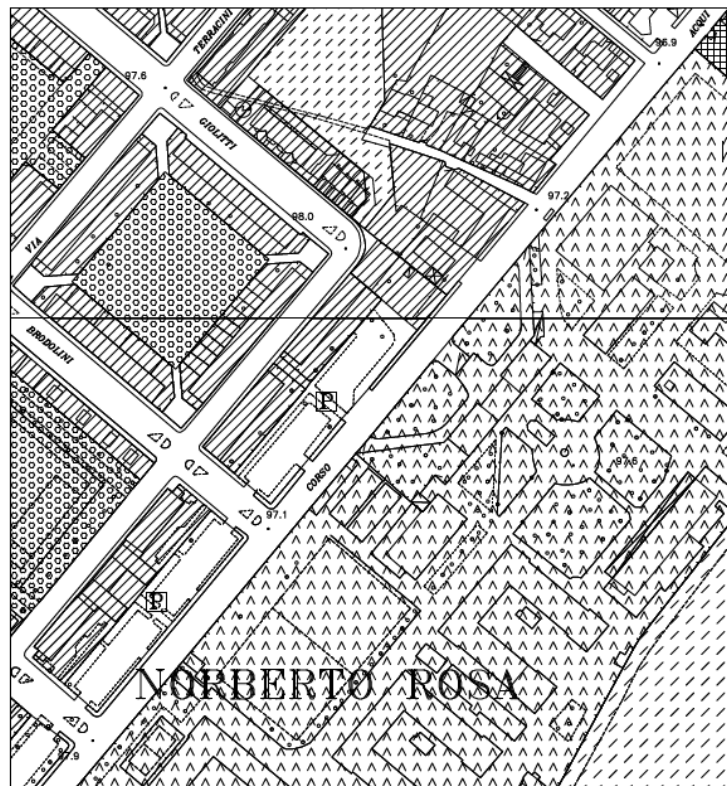 TERRACINI
ACQUI
96.9
97.6
GIOLITTI
97.2
98.0
VIA
BRODOLINI
P
97.6
CORSO
97.1
P
NORBERTO ROSA
97.9